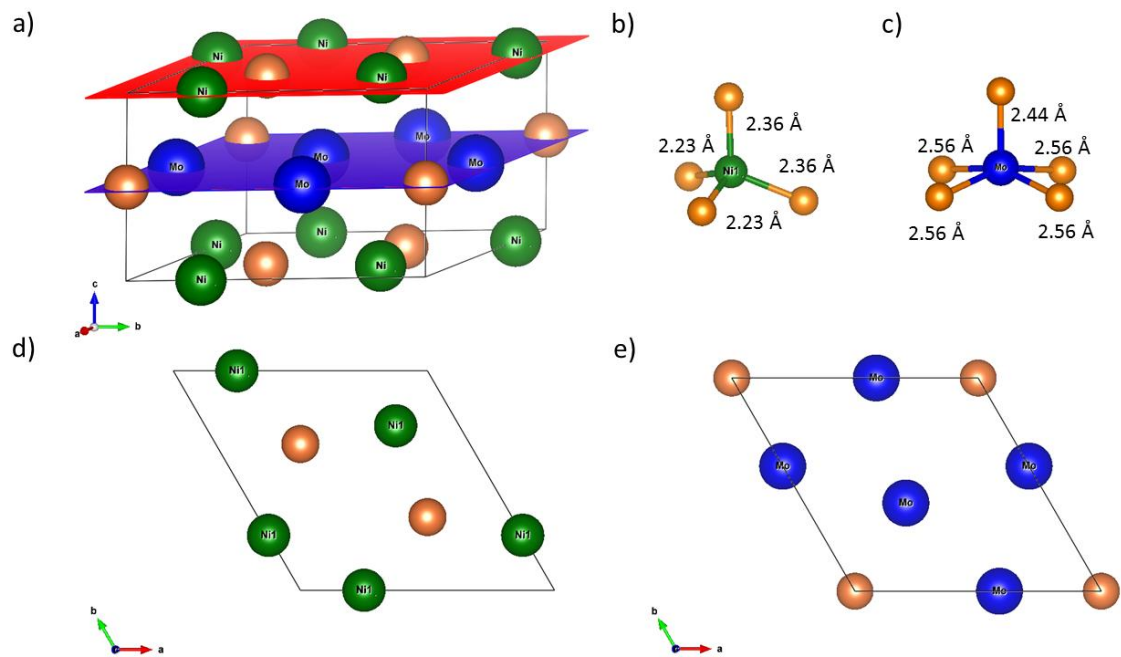 a)
Ni
Ni
Ni
Ni
Ni
Mo
Mo
Mo
Mo
Mo
Ni
Ni
Ni
Ni
Ni
c
a
b
b)
2.36 Å
2.23 Å
Ni1
2.36 Å
2.23 Å
c)
2.44 Å
2.56 Å
2.56 Å
Mo
2.56 Å
2.56 Å
d)
Ni1
Ni1
Ni1
Ni1
Ni1
b
a
e)
Mo
Mo
Mo
Mo
Mo
b
a